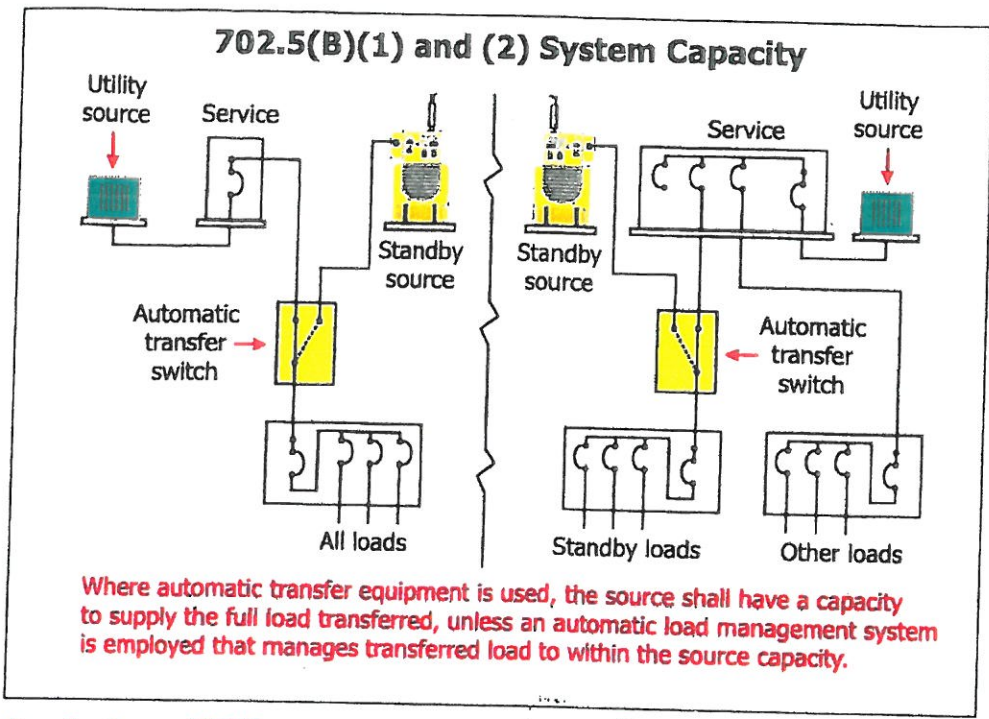 702.5(B)(1) and (2) System Capacity
Utility
source
Service
Standby
source
Automatic
transfer
switch
All loads
Standby
source
Service
Utility
source
Automatic
transfer
switch
Standby loads
Other loads
Where automatic transfer equipment is used, the source shall have a capacity
to supply the full load transferred, unless an automatic load management system
is employed that manages transferred load to within the source capacity.